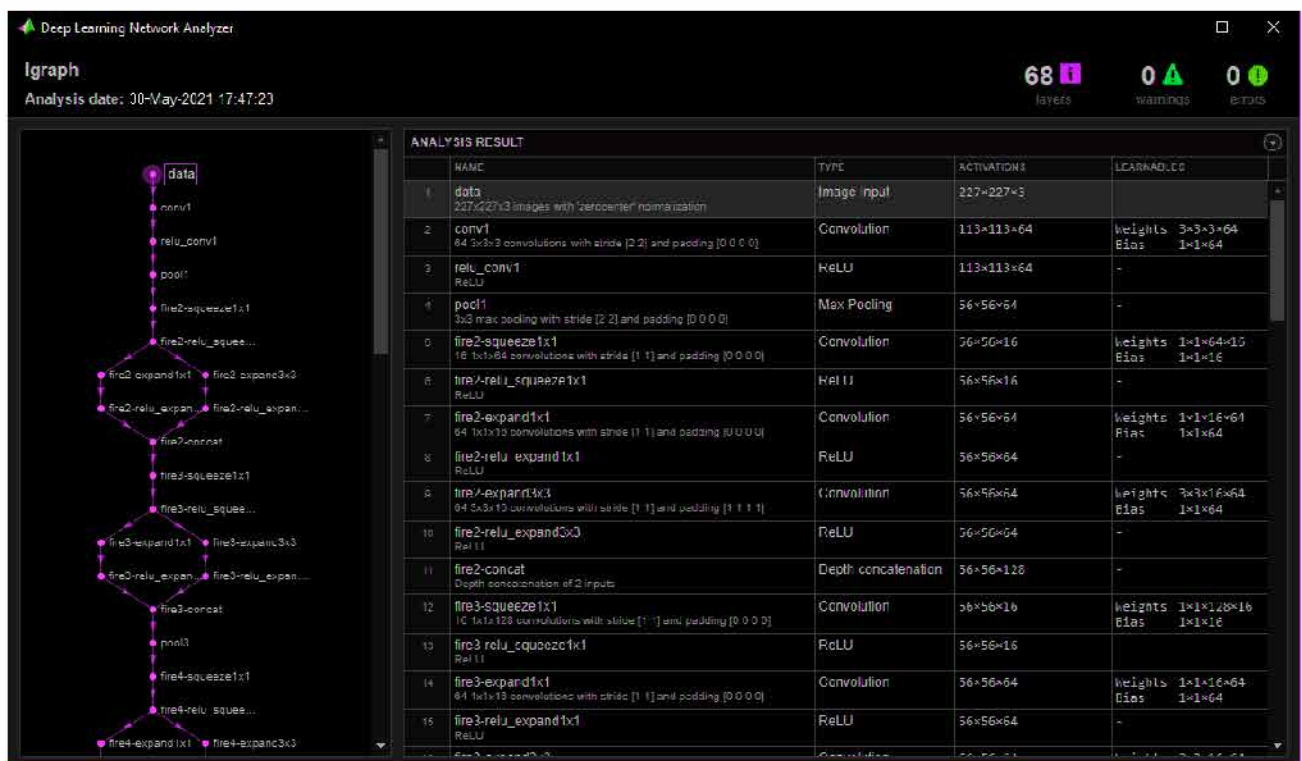 Deep Learning Network Analyzer
lgraph
Analysis date: 30-May-2021 17:47:23
68
layers
0
warnings
0
errors
data
conv1
relu_conv1
pool1
fire2-squeeze1x1
fire2-relu_squee...
fire2-expand1x1 fire2-expand3x3
fire2-relu_expan... fire2-relu_expan...
fire2-concat
fire3-squeeze1x1
fire3-relu_squee...
fire3-expand1x1 fire3-expand3x3
fire3-relu_expan... fire3-relu_expan...
fire3-concat
pool3
fire4-squeeze1x1
fire4-relu_squee...
fire4-expand1x1 fire4-expand3x3
ANALYSIS RESULT
NAME TYPE ACTIVATIONS LEARNABLES
1 data Image Input 227×227×3
227x227x3 images with 'zerocenter' normalization
2 conv1 Convolution 113×113×64 Weights 3×3×3×64
64 3x3x3 convolutions with stride [2 2] and padding [0 0 0 0] Bias 1×1×64
3 relu_conv1 ReLU 113×113×64 -
ReLU
4 pool1 Max Pooling 56×56×64 -
3x3 max pooling with stride [2 2] and padding [0 0 0 0]
5 fire2-squeeze1x1 Convolution 56×56×16 Weights 1×1×64×16
16 1x1x64 convolutions with stride [1 1] and padding [0 0 0 0] Bias 1×1×16
6 fire2-relu_squeeze1x1 ReLU 56×56×16 -
ReLU
7 fire2-expand1x1 Convolution 56×56×64 Weights 1×1×16×64
64 1x1x16 convolutions with stride [1 1] and padding [0 0 0 0] Bias 1×1×64
8 fire2-relu_expand1x1 ReLU 56×56×64 -
ReLU
9 fire2-expand3x3 Convolution 56×56×64 Weights 3×3×16×64
64 3x3x16 convolutions with stride [1 1] and padding [1 1 1 1] Bias 1×1×64
10 fire2-relu_expand3x3 ReLU 56×56×64 -
ReLU
11 fire2-concat Depth concatenation 56×56×128 -
Depth concatenation of 2 inputs
12 fire3-squeeze1x1 Convolution 56×56×16 Weights 1×1×128×16
16 1x1x128 convolutions with stride [1 1] and padding [0 0 0 0] Bias 1×1×16
13 fire3-relu_squeeze1x1 ReLU 56×56×16 -
ReLU
14 fire3-expand1x1 Convolution 56×56×64 Weights 1×1×16×64
64 1x1x16 convolutions with stride [1 1] and padding [0 0 0 0] Bias 1×1×64
15 fire3-relu_expand1x1 ReLU 56×56×64 -
ReLU